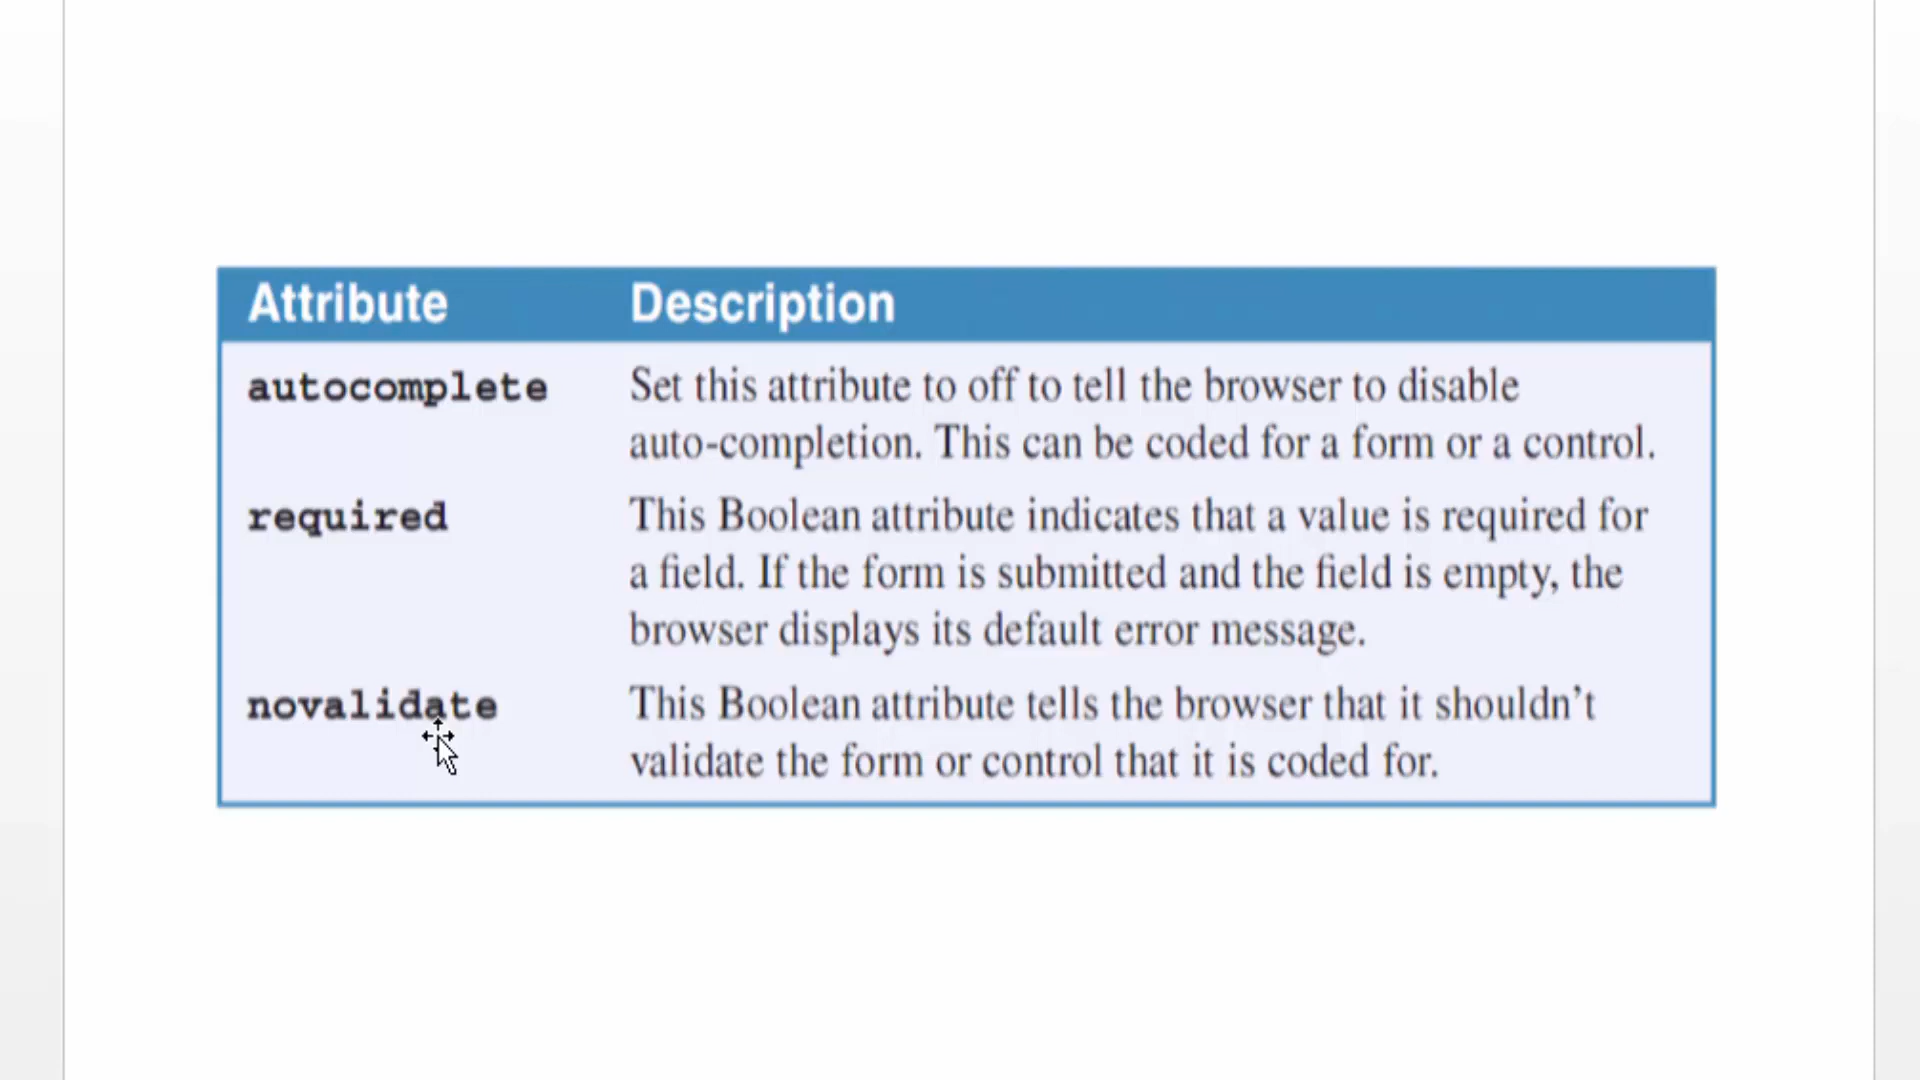 Attribute Description
autocomplete Set this attribute to off to tell the browser to disable
auto-completion. This can be coded for a form or a control.
required This Boolean attribute indicates that a value is required for
a field. If the form is submitted and the field is empty, the
browser displays its default error message.
novalidate This Boolean attribute tells the browser that it shouldn’t
validate the form or control that it is coded for.